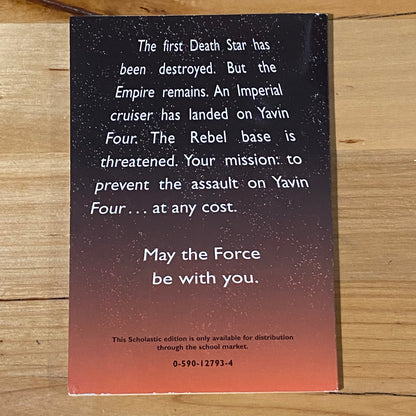 The first Death Star has
been destroyed. But the
Empire remains. An Imperial
cruiser has landed on Yavin
Four. The Rebel base is
threatened. Your mission: to
prevent the assault on Yavin
Four . . . at any cost.
May the Force
be with you.
This Scholastic edition is only available for distribution
through the school market.
0-590-12793-4